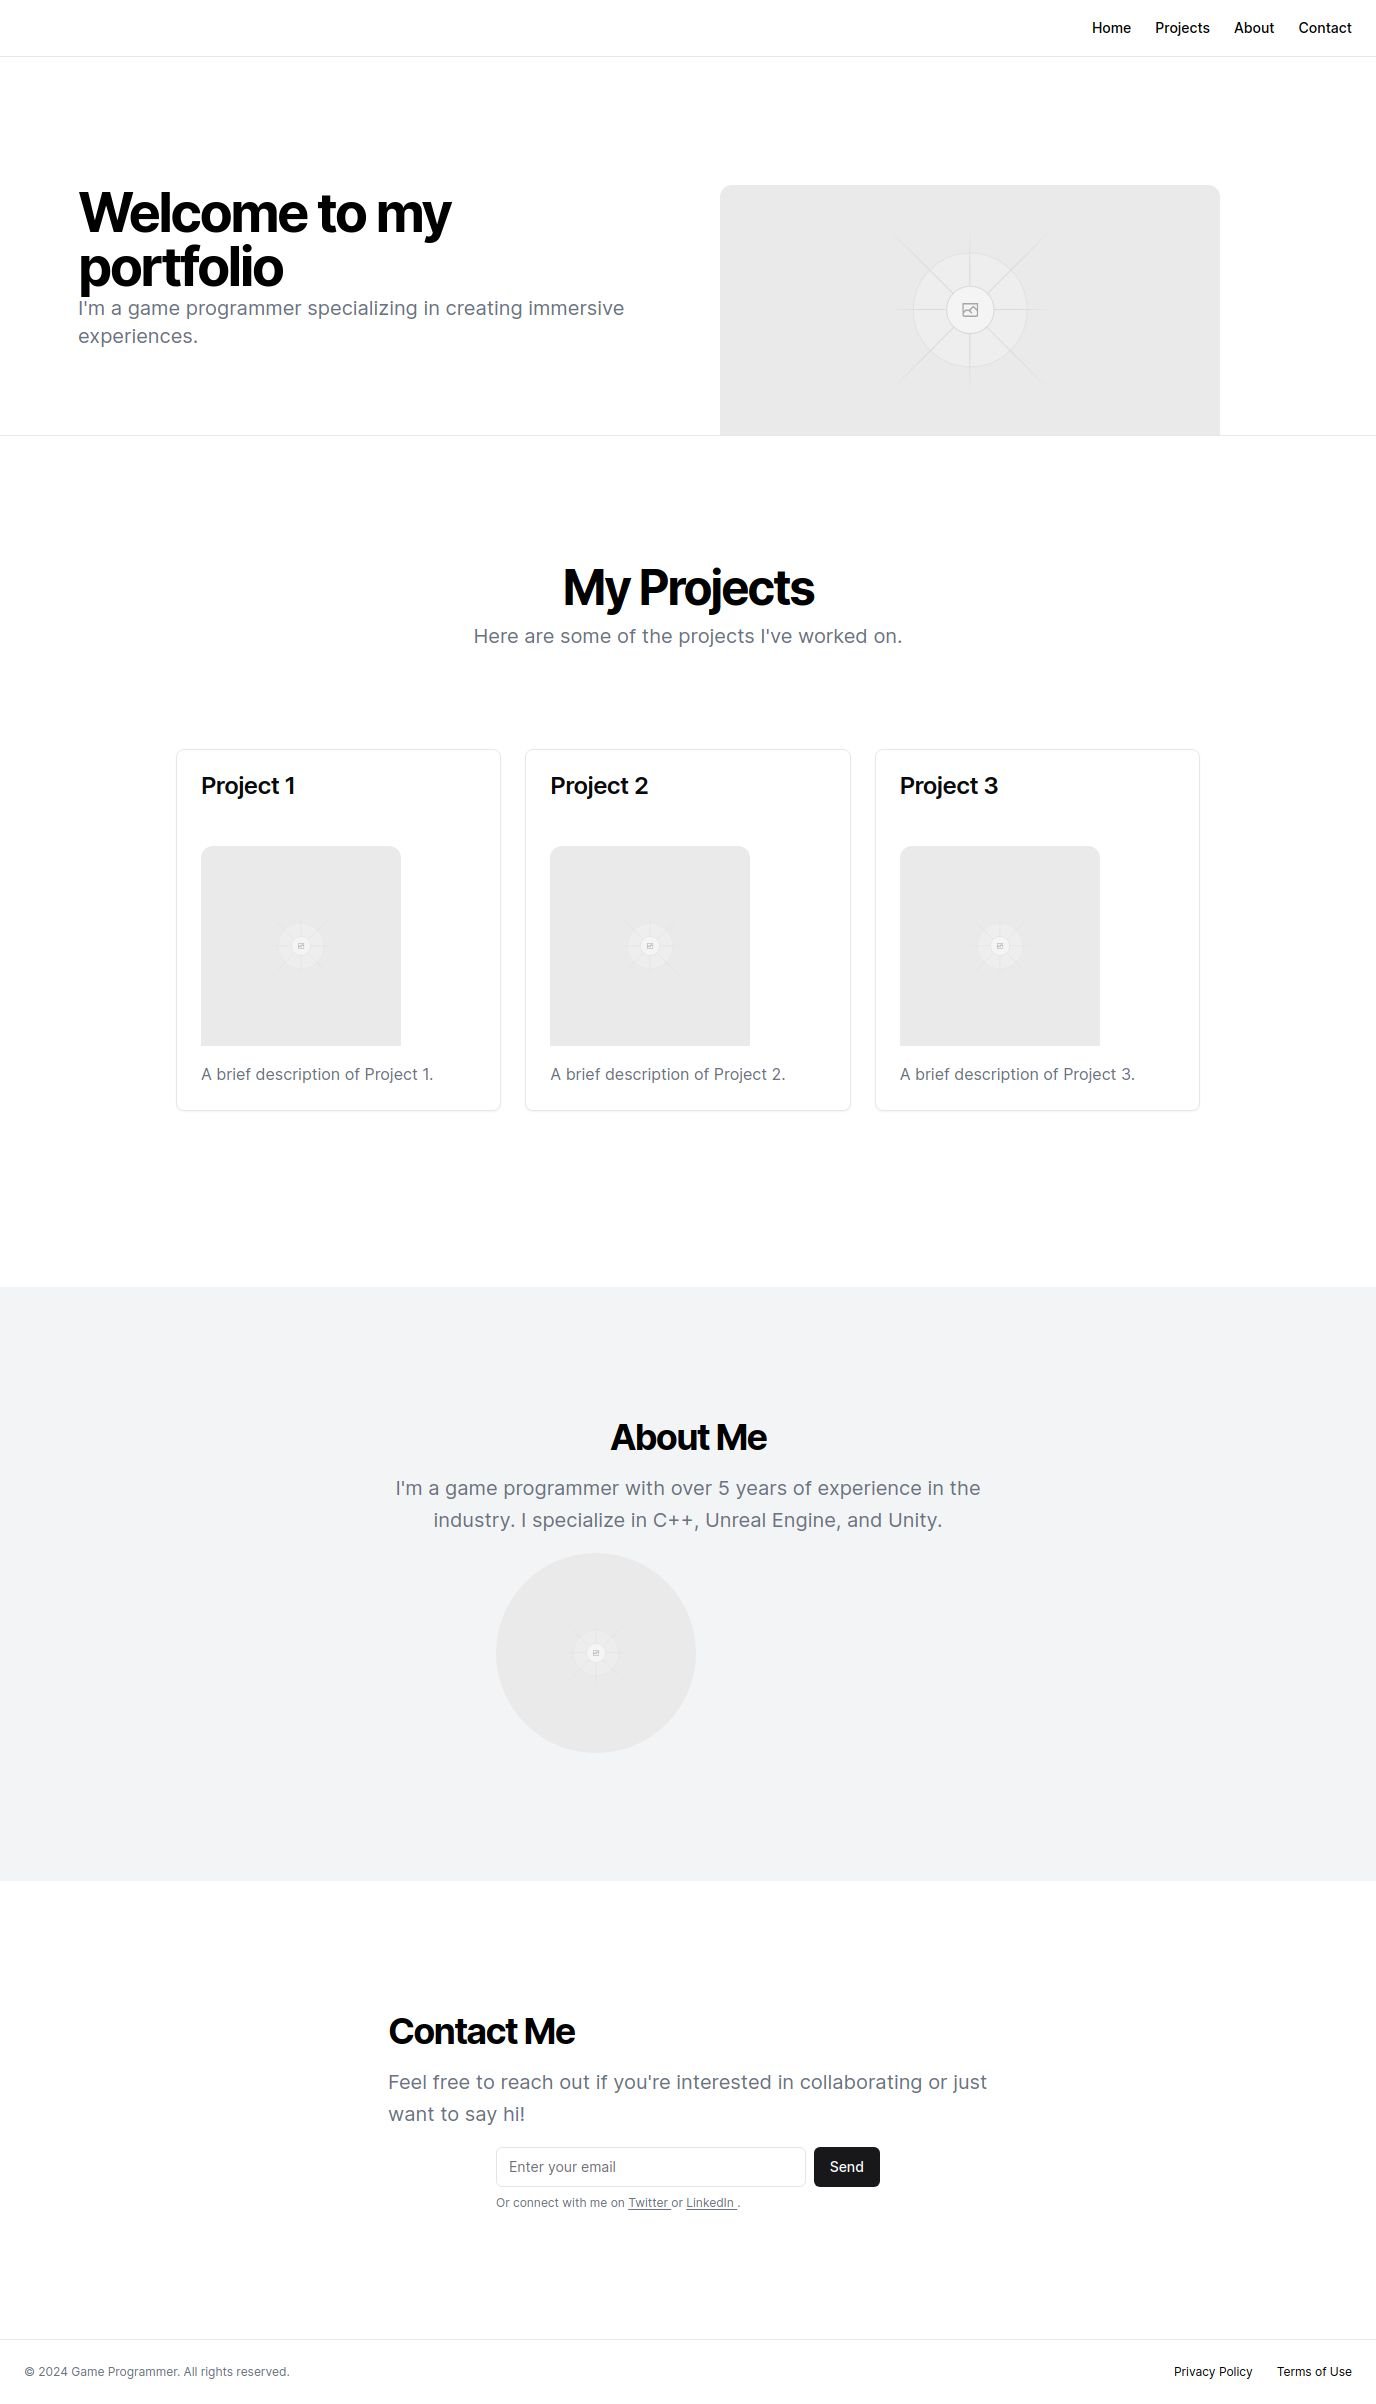 Home Projects About Contact
Welcome to my
portfolio
I'm a game programmer specializing in creating immersive
experiences.
My Projects
Here are some of the projects I've worked on.
Project 1
A brief description of Project 1.
Project 2
A brief description of Project 2.
Project 3
A brief description of Project 3.
About Me
I'm a game programmer with over 5 years of experience in the
industry. I specialize in C++, Unreal Engine, and Unity.
Contact Me
Feel free to reach out if you're interested in collaborating or just
want to say hi!
Enter your email Send
Or connect with me on Twitter or LinkedIn .
© 2024 Game Programmer. All rights reserved. Privacy Policy Terms of Use